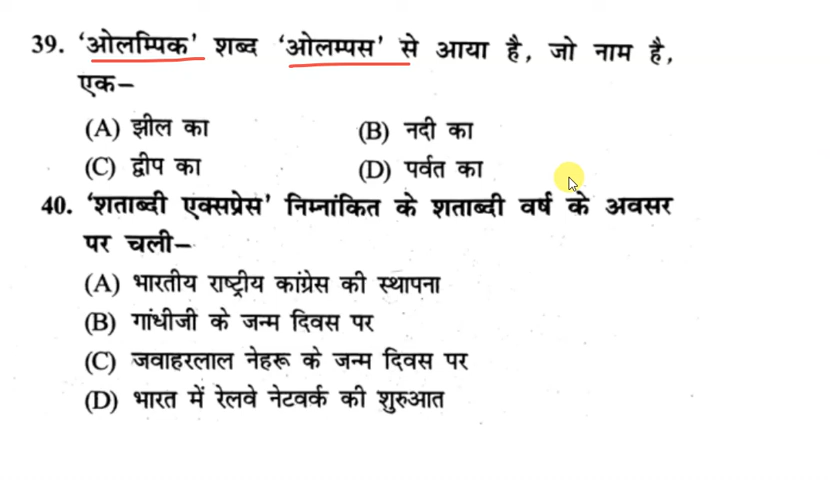 39. ‘ओलम्पिक’ शब्द ‘ओलम्पस’ से आया है, जो नाम है,
एक–
(A) झील का (B) नदी का
(C) द्वीप का (D) पर्वत का
40. ‘शताब्दी एक्सप्रेस’ निम्नांकित के शताब्दी वर्ष के अवसर
पर चली–
(A) भारतीय राष्ट्रीय कांग्रेस की स्थापना
(B) गांधीजी के जन्म दिवस पर
(C) जवाहरलाल नेहरू के जन्म दिवस पर
(D) भारत में रेलवे नेटवर्क की शुरुआत